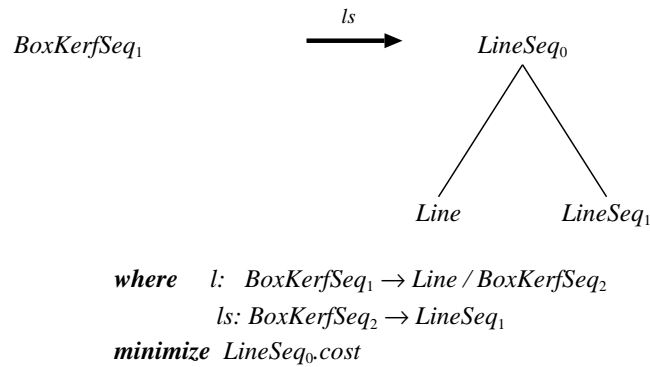 ls
BoxKerfSeq₁ LineSeq₀
Line LineSeq₁
where l: BoxKerfSeq₁ → Line / BoxKerfSeq₂
ls: BoxKerfSeq₂ → LineSeq₁
minimize LineSeq₀.cost